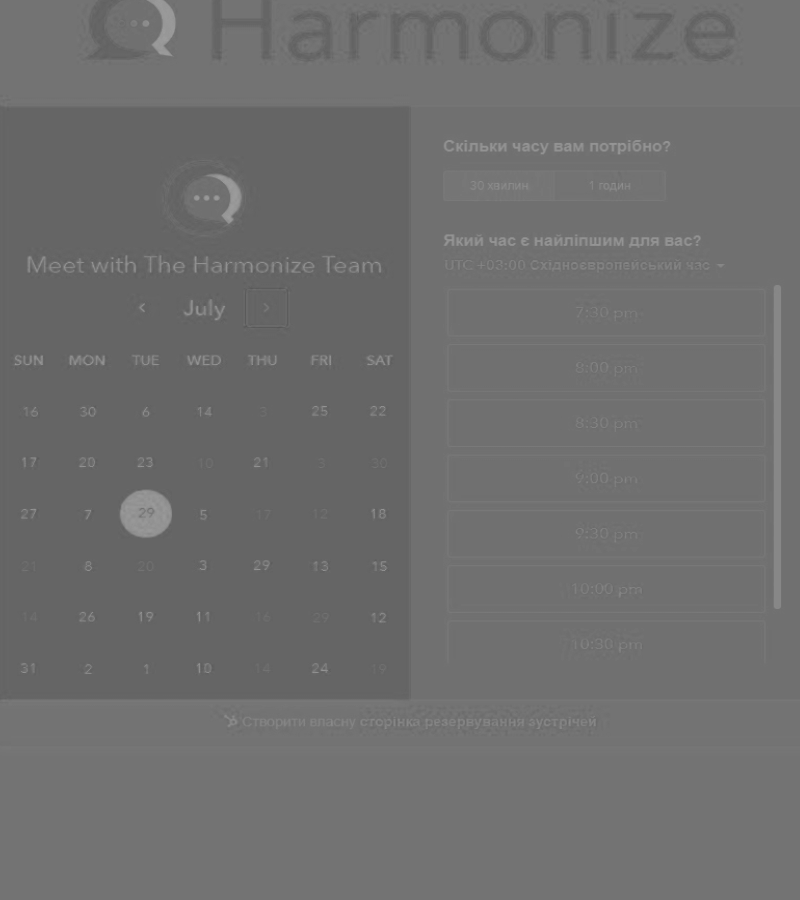 Harmonize
Meet with The Harmonize Team
July
SUN MON TUE WED THU FRI SAT
16 30 6 14 3 25 22
17 20 23 10 21 3 30
27 7 29 5 17 12 18
21 8 20 3 29 13 15
14 26 19 11 16 29 12
31 2 1 10 14 24 19
Скільки часу вам потрібно?
30 хвилин 1 годин
Який час є найліпшим для вас?
UTC +03:00 Східноєвропейський час
7:30 pm
8:00 pm
8:30 pm
9:00 pm
9:30 pm
10:00 pm
10:30 pm
Створити власну сторінка резервування зустрічей